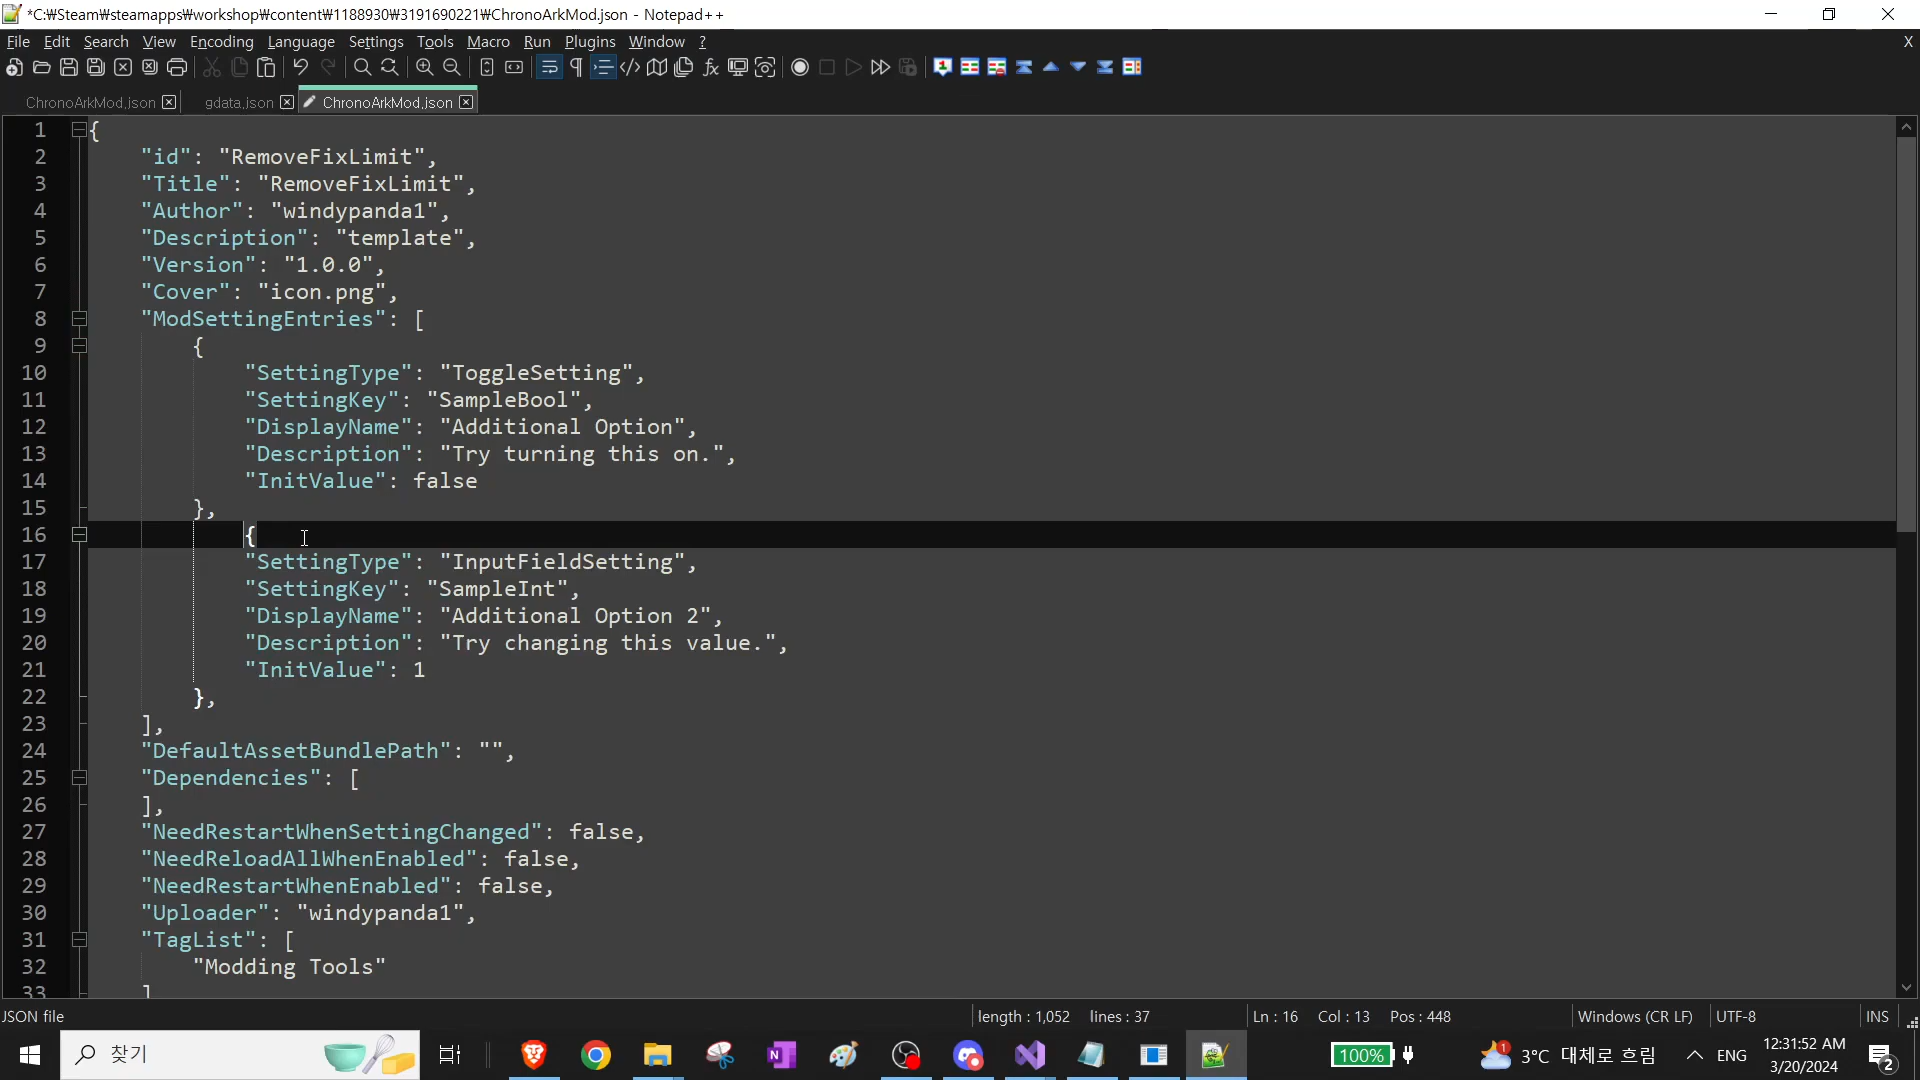 *C:₩Steam₩steamapps₩workshop₩content₩1188930₩3191690221₩ChronoArkMod.json - Notepad++
File Edit Search View Encoding Language Settings Tools Macro Run Plugins Window ? X
ChronoArkMod.json gdata.json ChronoArkMod.json
1 {
2 "id": "RemoveFixLimit",
3 "Title": "RemoveFixLimit",
4 "Author": "windypanda1",
5 "Description": "template",
6 "Version": "1.0.0",
7 "Cover": "icon.png",
8 "ModSettingEntries": [
9 {
10 "SettingType": "ToggleSetting",
11 "SettingKey": "SampleBool",
12 "DisplayName": "Additional Option",
13 "Description": "Try turning this on.",
14 "InitValue": false
15 },
16 {
17 "SettingType": "InputFieldSetting",
18 "SettingKey": "SampleInt",
19 "DisplayName": "Additional Option 2",
20 "Description": "Try changing this value.",
21 "InitValue": 1
22 },
23 ],
24 "DefaultAssetBundlePath": "",
25 "Dependencies": [
26 ],
27 "NeedRestartWhenSettingChanged": false,
28 "NeedReloadAllWhenEnabled": false,
29 "NeedRestartWhenEnabled": false,
30 "Uploader": "windypanda1",
31 "TagList": [
32 "Modding Tools"
33 ]
JSON file length : 1,052 lines : 37 Ln : 16 Col : 13 Pos : 448 Windows (CR LF) UTF-8 INS
찾기 100% 1 3°C 대체로 흐림 ENG 12:31:52 AM 2
3/20/2024